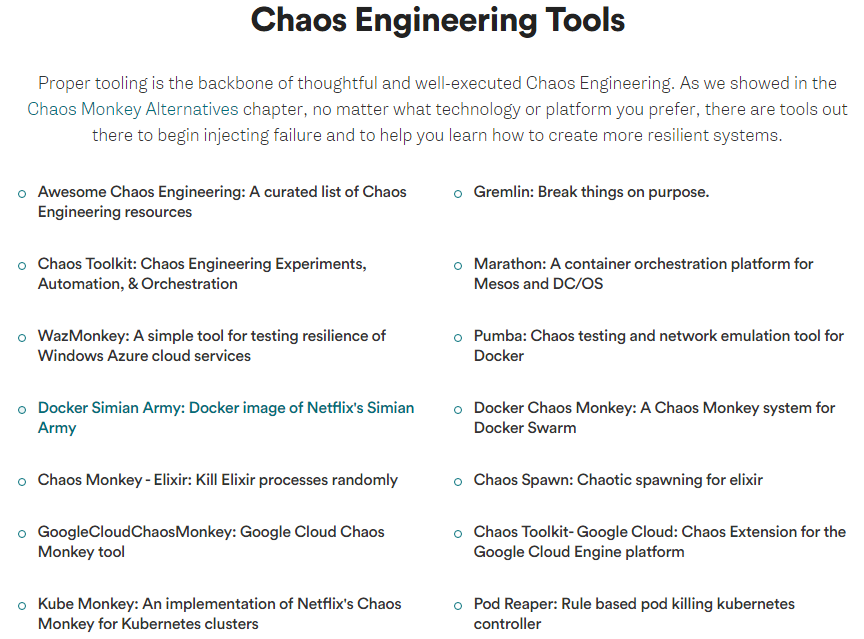 Chaos Engineering Tools
Proper tooling is the backbone of thoughtful and well-executed Chaos Engineering. As we showed in the
Chaos Monkey Alternatives chapter, no matter what technology or platform you prefer, there are tools out
there to begin injecting failure and to help you learn how to create more resilient systems.
Awesome Chaos Engineering: A curated list of Chaos
Engineering resources
Gremlin: Break things on purpose.
Chaos Toolkit: Chaos Engineering Experiments,
Automation, & Orchestration
Marathon: A container orchestration platform for
Mesos and DC/OS
WazMonkey: A simple tool for testing resilience of
Windows Azure cloud services
Pumba: Chaos testing and network emulation tool for
Docker
Docker Simian Army: Docker image of Netflix's Simian
Army
Docker Chaos Monkey: A Chaos Monkey system for
Docker Swarm
Chaos Monkey - Elixir: Kill Elixir processes randomly
Chaos Spawn: Chaotic spawning for elixir
GoogleCloudChaosMonkey: Google Cloud Chaos
Monkey tool
Chaos Toolkit- Google Cloud: Chaos Extension for the
Google Cloud Engine platform
Kube Monkey: An implementation of Netflix's Chaos
Monkey for Kubernetes clusters
Pod Reaper: Rule based pod killing kubernetes
controller